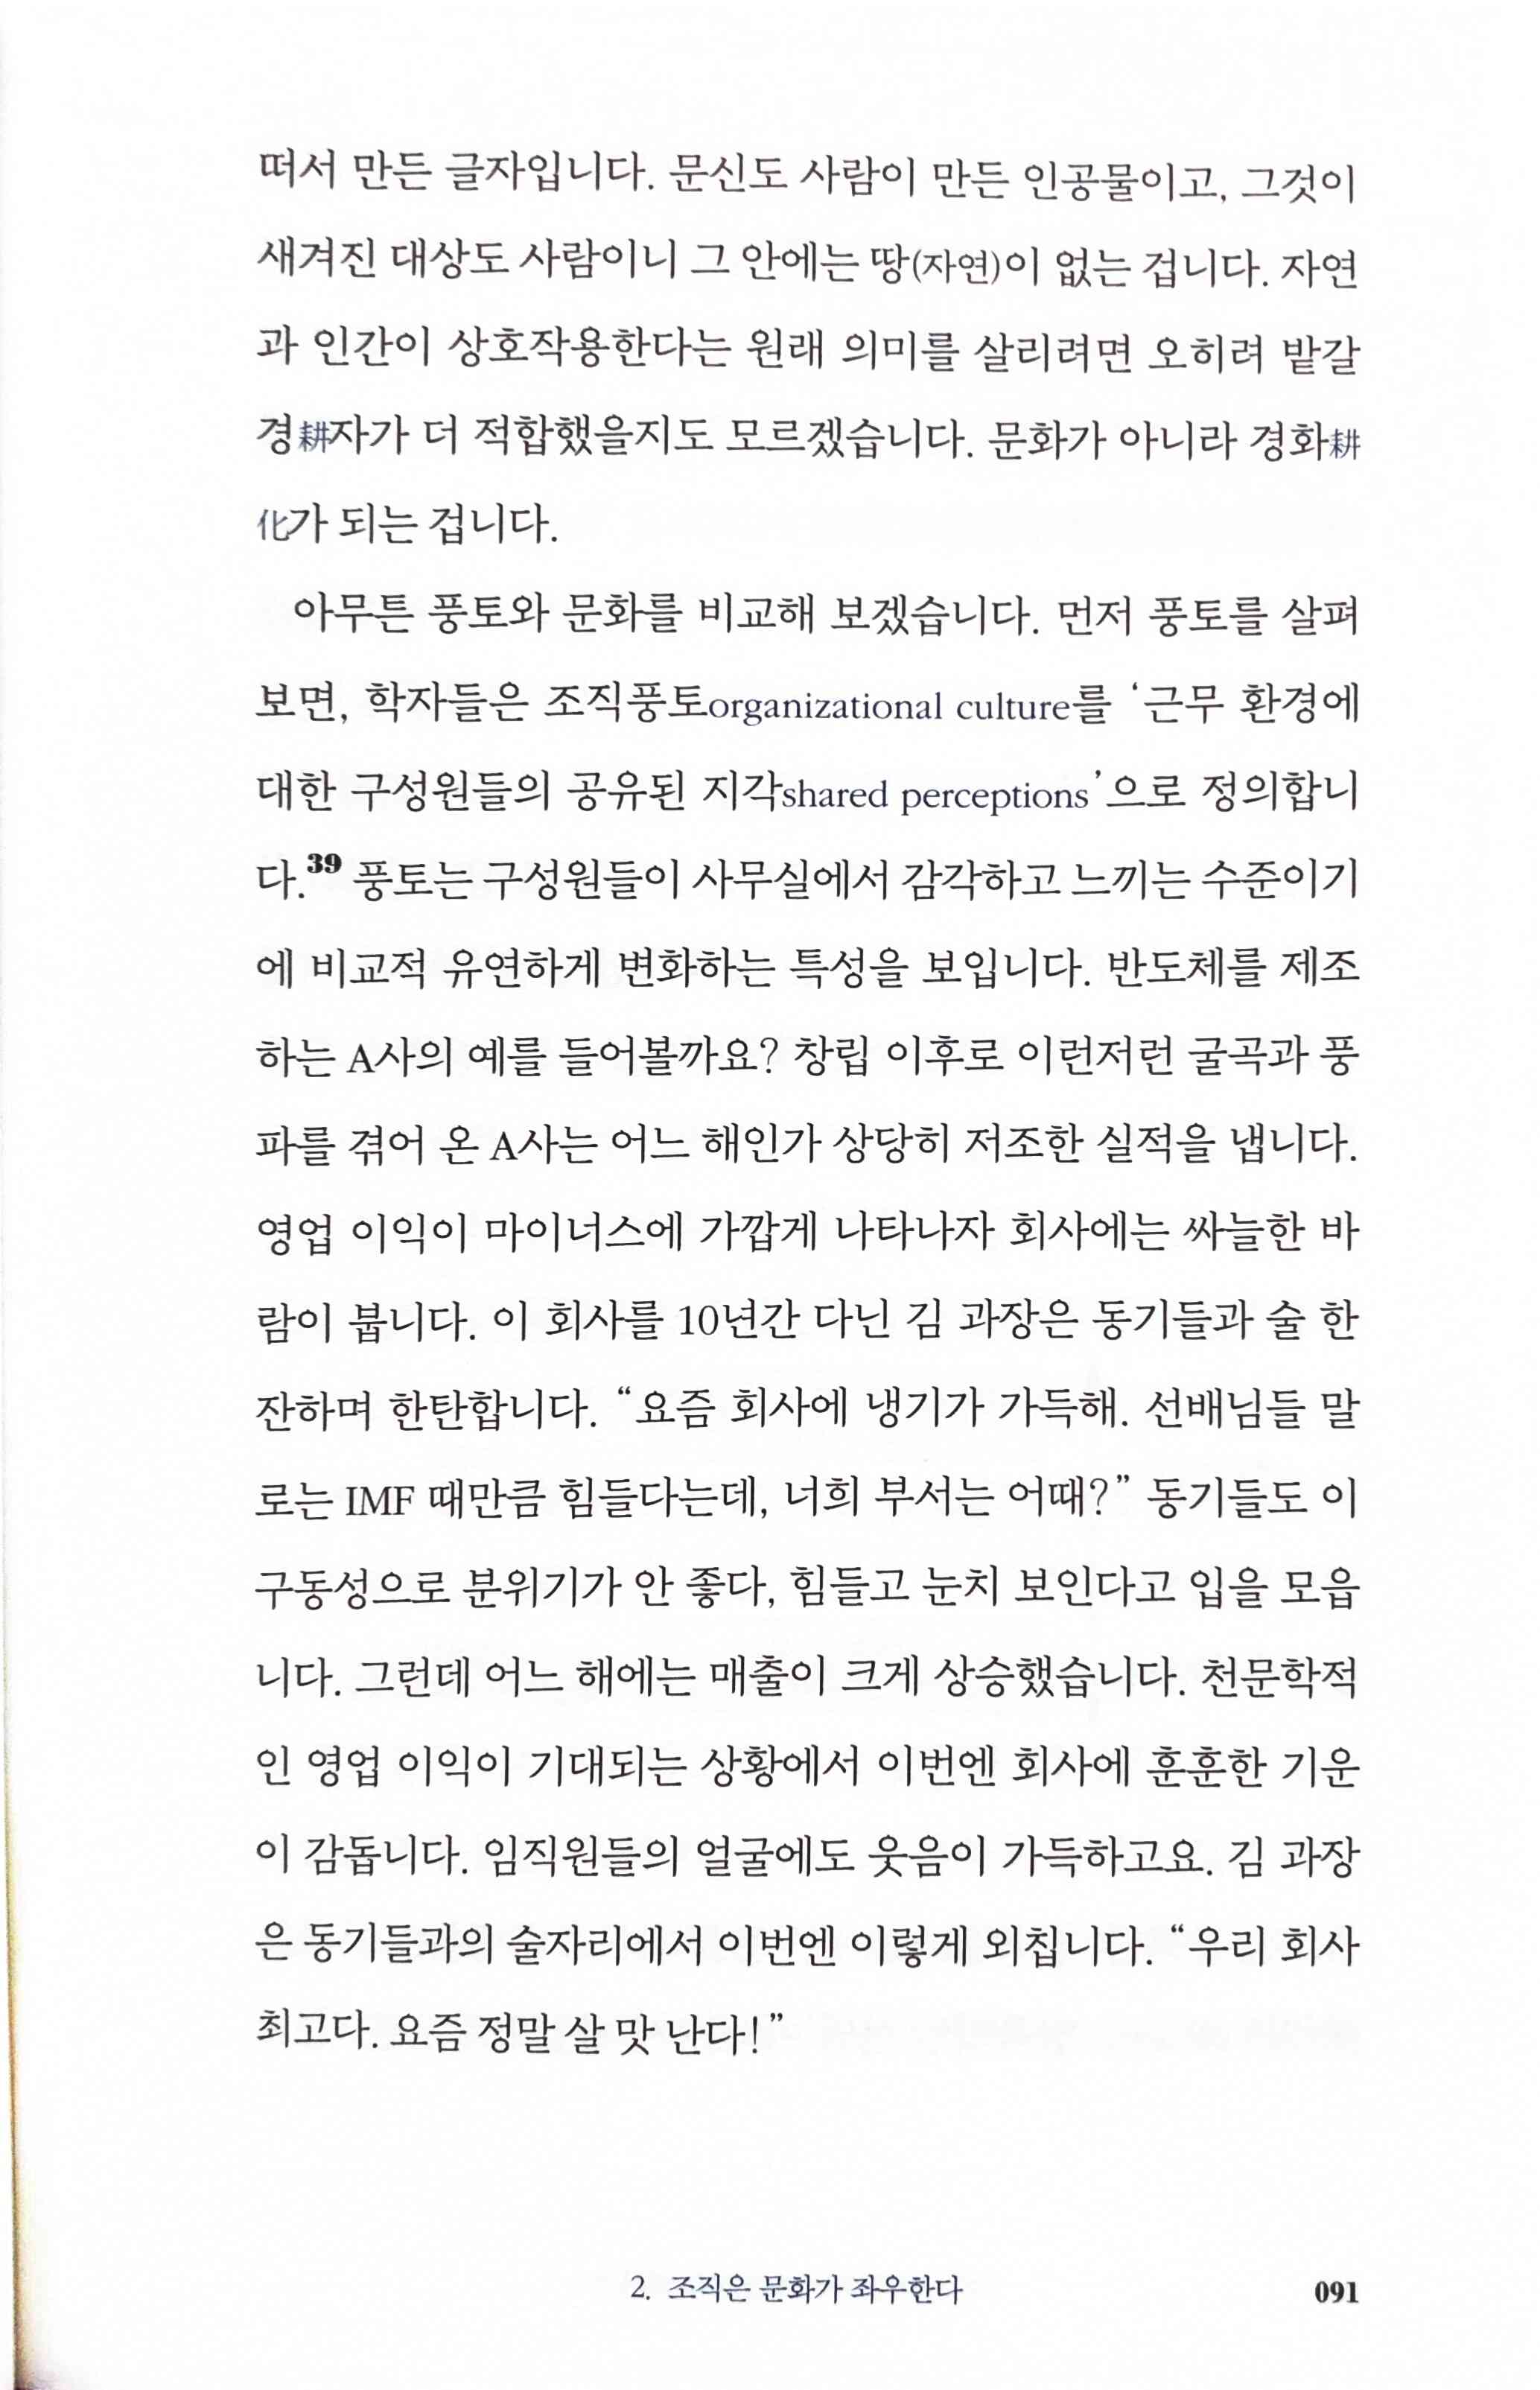 떠서 만든 글자입니다. 문신도 사람이 만든 인공물이고, 그것이
새겨진 대상도 사람이니 그 안에는 땅(자연)이 없는 겁니다. 자연
과 인간이 상호작용한다는 원래 의미를 살리려면 오히려 밭갈
경耕자가 더 적합했을지도 모르겠습니다. 문화가 아니라 경화耕
化가 되는 겁니다.
아무튼 풍토와 문화를 비교해 보겠습니다. 먼저 풍토를 살펴
보면, 학자들은 조직풍토organizational culture를 ‘근무 환경에
대한 구성원들의 공유된 지각shared perceptions’으로 정의합니
다.39 풍토는 구성원들이 사무실에서 감각하고 느끼는 수준이기
에 비교적 유연하게 변화하는 특성을 보입니다. 반도체를 제조
하는 A사의 예를 들어볼까요? 창립 이후로 이런저런 굴곡과 풍
파를 겪어 온 A사는 어느 해인가 상당히 저조한 실적을 냅니다.
영업 이익이 마이너스에 가깝게 나타나자 회사에는 싸늘한 바
람이 붑니다. 이 회사를 10년간 다닌 김 과장은 동기들과 술 한
잔하며 한탄합니다. “요즘 회사에 냉기가 가득해. 선배님들 말
로는 IMF 때만큼 힘들다는데, 너희 부서는 어때?” 동기들도 이
구동성으로 분위기가 안 좋다, 힘들고 눈치 보인다고 입을 모읍
니다. 그런데 어느 해에는 매출이 크게 상승했습니다. 천문학적
인 영업 이익이 기대되는 상황에서 이번엔 회사에 훈훈한 기운
이 감돕니다. 임직원들의 얼굴에도 웃음이 가득하고요. 김 과장
은 동기들과의 술자리에서 이번엔 이렇게 외칩니다. “우리 회사
최고다. 요즘 정말 살 맛 난다!”
2. 조직은 문화가 좌우한다
091